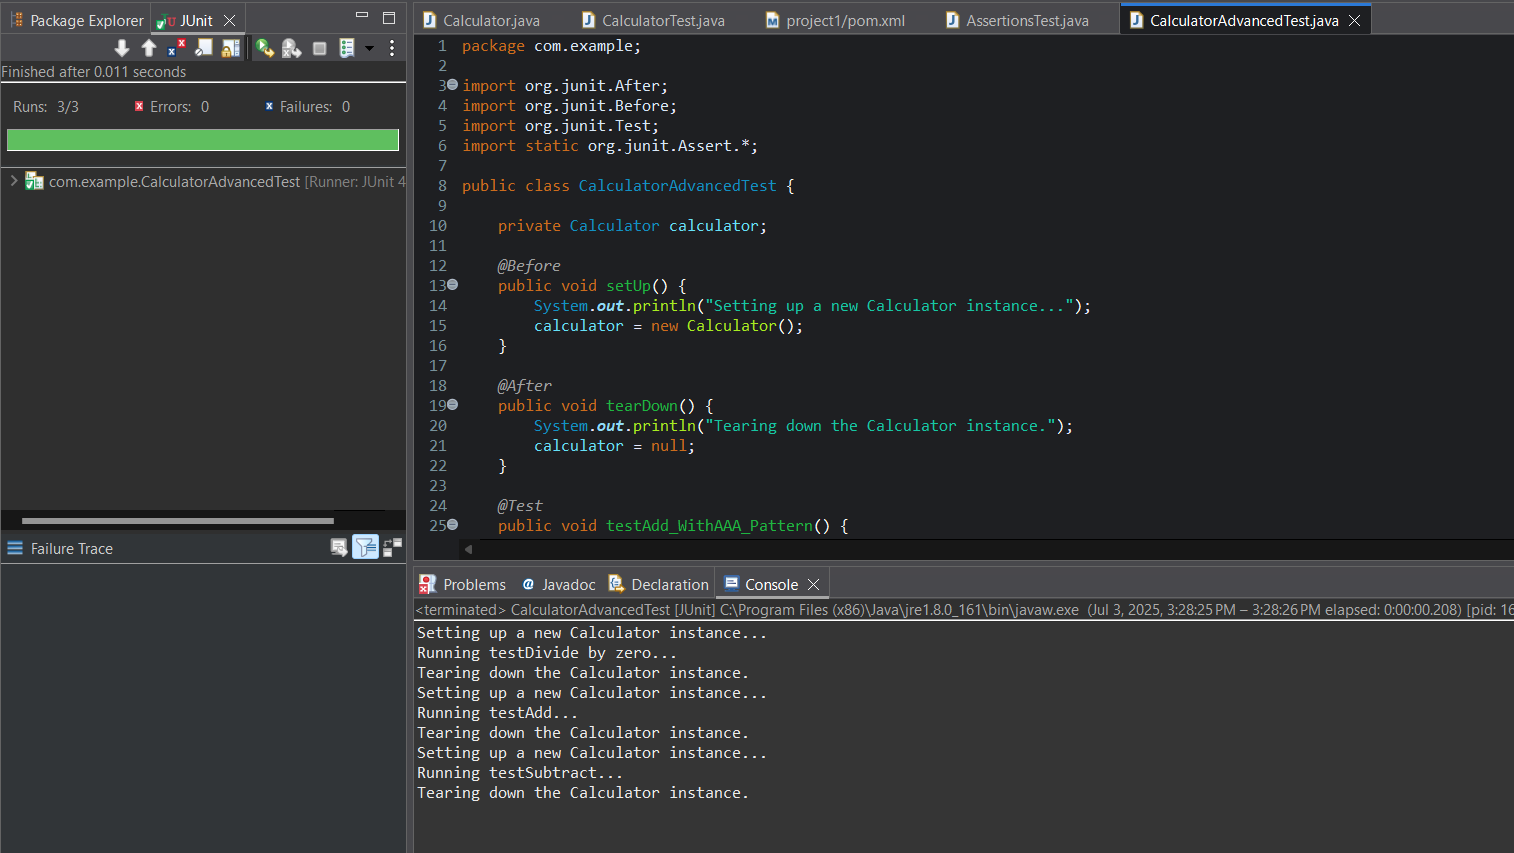 Package Explorer
JUnit
Finished after 0.011 seconds
Runs: 3/3 Errors: 0 Failures: 0
com.example.CalculatorAdvancedTest [Runner: JUnit 4
Failure Trace
Calculator.java CalculatorTest.java project1/pom.xml AssertionsTest.java CalculatorAdvancedTest.java
1 package com.example;
2
3 import org.junit.After;
4 import org.junit.Before;
5 import org.junit.Test;
6 import static org.junit.Assert.*;
7
8 public class CalculatorAdvancedTest {
9
10 private Calculator calculator;
11
12 @Before
13 public void setUp() {
14 System.out.println("Setting up a new Calculator instance...");
15 calculator = new Calculator();
16 }
17
18 @After
19 public void tearDown() {
20 System.out.println("Tearing down the Calculator instance.");
21 calculator = null;
22 }
23
24 @Test
25 public void testAdd_WithAAA_Pattern() {
Problems @ Javadoc Declaration Console
<terminated> CalculatorAdvancedTest [JUnit] C:\Program Files (x86)\Java\jre1.8.0_161\bin\javaw.exe (Jul 3, 2025, 3:28:25 PM – 3:28:26 PM elapsed: 0:00:00.208) [pid: 16
Setting up a new Calculator instance...
Running testDivide by zero...
Tearing down the Calculator instance.
Setting up a new Calculator instance...
Running testAdd...
Tearing down the Calculator instance.
Setting up a new Calculator instance...
Running testSubtract...
Tearing down the Calculator instance.